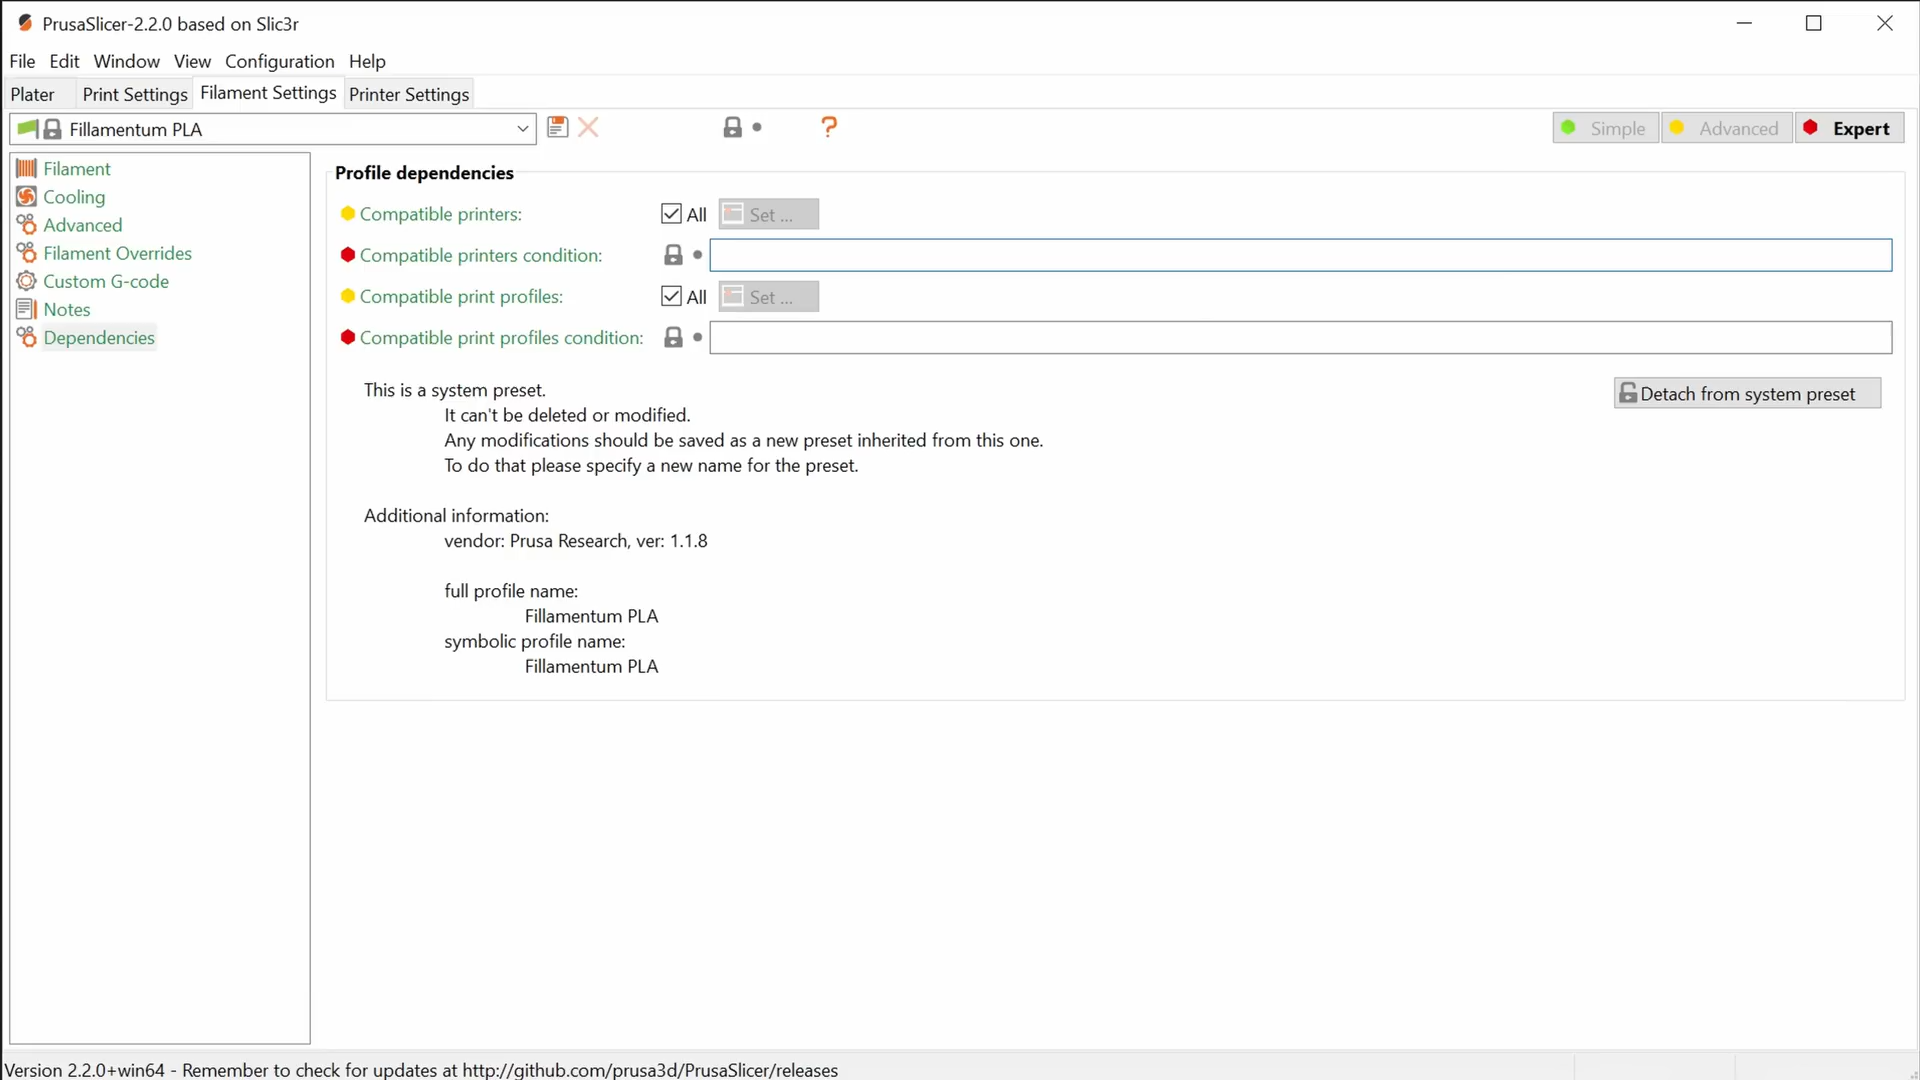 PrusaSlicer-2.2.0 based on Slic3r
File Edit Window View Configuration Help
Plater Print Settings Filament Settings Printer Settings
Fillamentum PLA ? Simple Advanced Expert
Filament
Cooling
Advanced
Filament Overrides
Custom G-code
Notes
Dependencies
Profile dependencies
Compatible printers: All Set ...
Compatible printers condition:
Compatible print profiles: All Set ...
Compatible print profiles condition:
This is a system preset.
Detach from system preset
It can't be deleted or modified.
Any modifications should be saved as a new preset inherited from this one.
To do that please specify a new name for the preset.
Additional information:
vendor: Prusa Research, ver: 1.1.8
full profile name:
Fillamentum PLA
symbolic profile name:
Fillamentum PLA
Version 2.2.0+win64 - Remember to check for updates at http://github.com/prusa3d/PrusaSlicer/releases